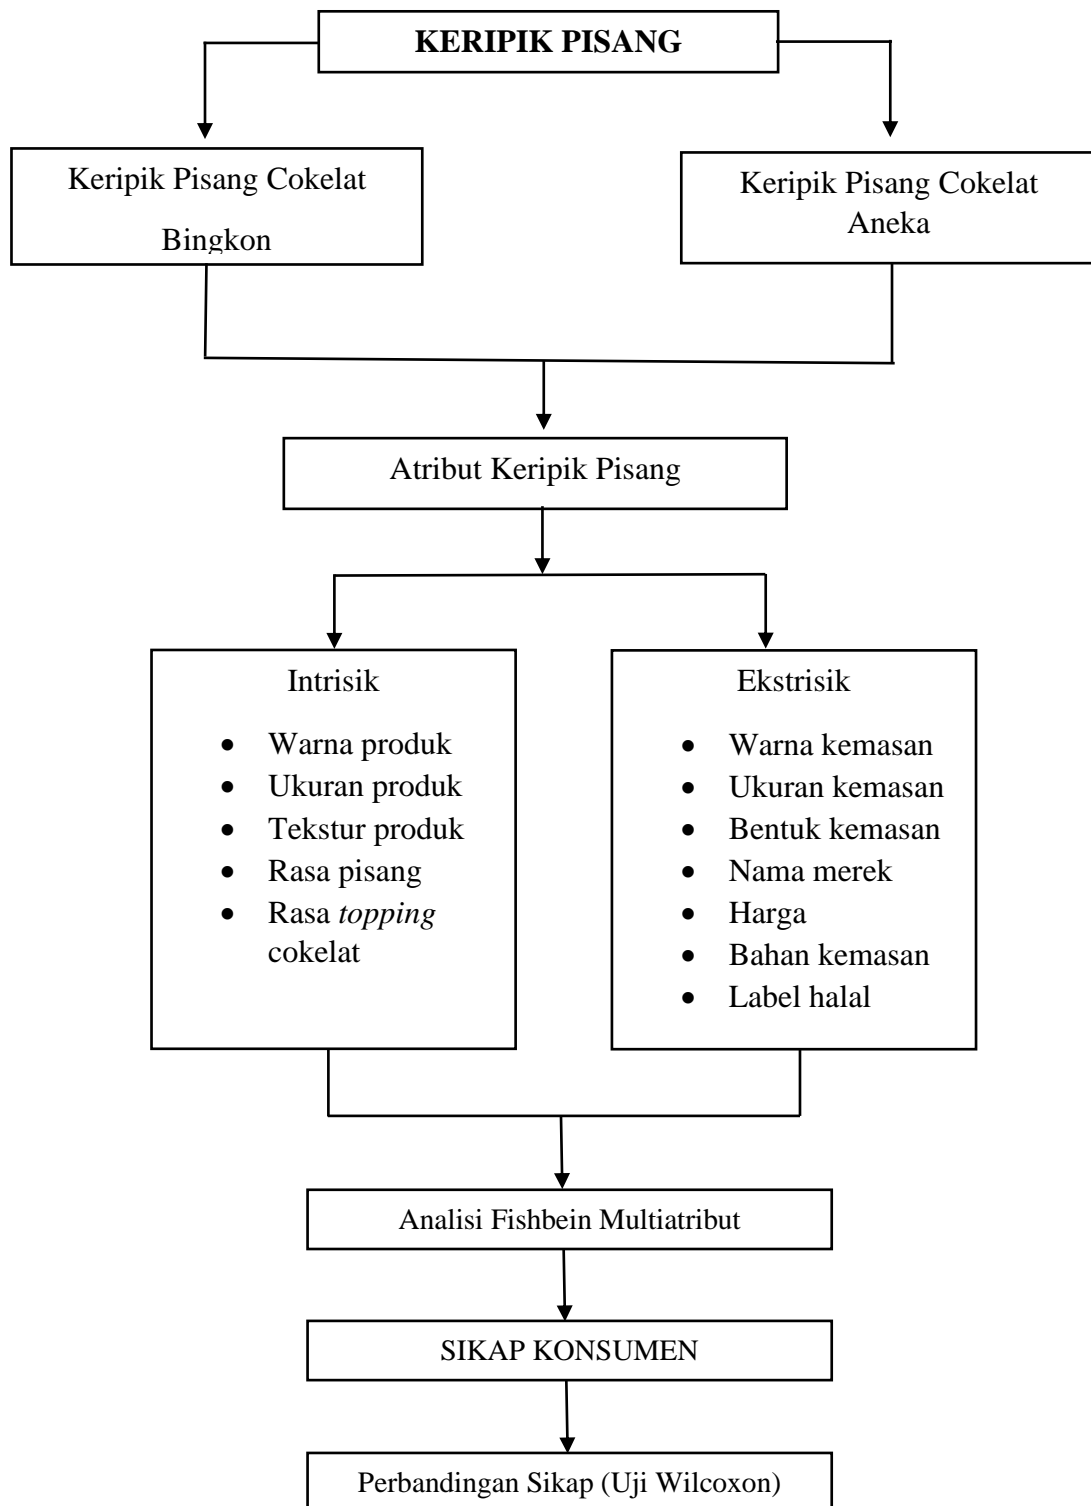 KERIPIK PISANG
Keripik Pisang Cokelat
Bingkon
Keripik Pisang Cokelat
Aneka
Atribut Keripik Pisang
Intrisik
• Warna produk
• Ukuran produk
• Tekstur produk
• Rasa pisang
• Rasa topping
cokelat
Ekstrisik
• Warna kemasan
• Ukuran kemasan
• Bentuk kemasan
• Nama merek
• Harga
• Bahan kemasan
• Label halal
Analisi Fishbein Multiatribut
SIKAP KONSUMEN
Perbandingan Sikap (Uji Wilcoxon)